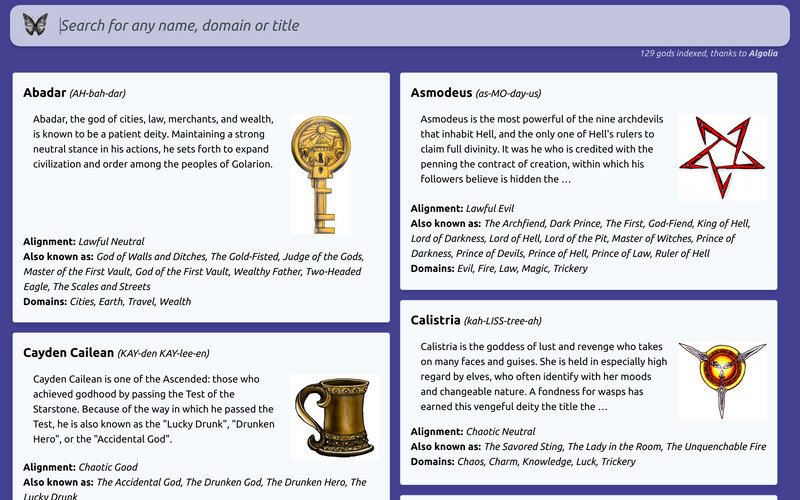 Search for any name, domain or title
129 gods indexed, thanks to Algolia
Abadar (AH-bah-dar)
Abadar, the god of cities, law, merchants, and wealth,
is known to be a patient deity. Maintaining a strong
neutral stance in his actions, he sets forth to expand
civilization and order among the peoples of Golarion.
Alignment: Lawful Neutral
Also known as: God of Walls and Ditches, The Gold-Fisted, Judge of the Gods,
Master of the First Vault, God of the First Vault, Wealthy Father, Two-Headed
Eagle, The Scales and Streets
Domains: Cities, Earth, Travel, Wealth
Asmodeus (as-MO-day-us)
Asmodeus is the most powerful of the nine archdevils
that inhabit Hell, and the only one of Hell's rulers to
claim full divinity. It was he who is credited with the
penning the contract of creation, within which his
followers believe is hidden the …
Alignment: Lawful Evil
Also known as: The Archfiend, Dark Prince, The First, God-Fiend, King of Hell,
Lord of Darkness, Lord of Hell, Lord of the Pit, Master of Witches, Prince of
Darkness, Prince of Devils, Prince of Hell, Prince of Law, Ruler of Hell
Domains: Evil, Fire, Law, Magic, Trickery
Cayden Cailean (KAY-den KAY-lee-en)
Cayden Cailean is one of the Ascended: those who
achieved godhood by passing the Test of the
Starstone. Because of the way in which he passed the
Test, he is also known as the "Lucky Drunk", "Drunken
Hero", or the "Accidental God".
Alignment: Chaotic Good
Also known as: The Accidental God, The Drunken God, The Drunken Hero, The
Lucky Drunk
Calistria (kah-LISS-tree-ah)
Calistria is the goddess of lust and revenge who takes
on many faces and guises. She is held in especially high
regard by elves, who often identify with her moods
and changeable nature. A fondness for wasps has
earned this vengeful deity the title the …
Alignment: Chaotic Neutral
Also known as: The Savored Sting, The Lady in the Room, The Unquenchable Fire
Domains: Chaos, Charm, Knowledge, Luck, Trickery